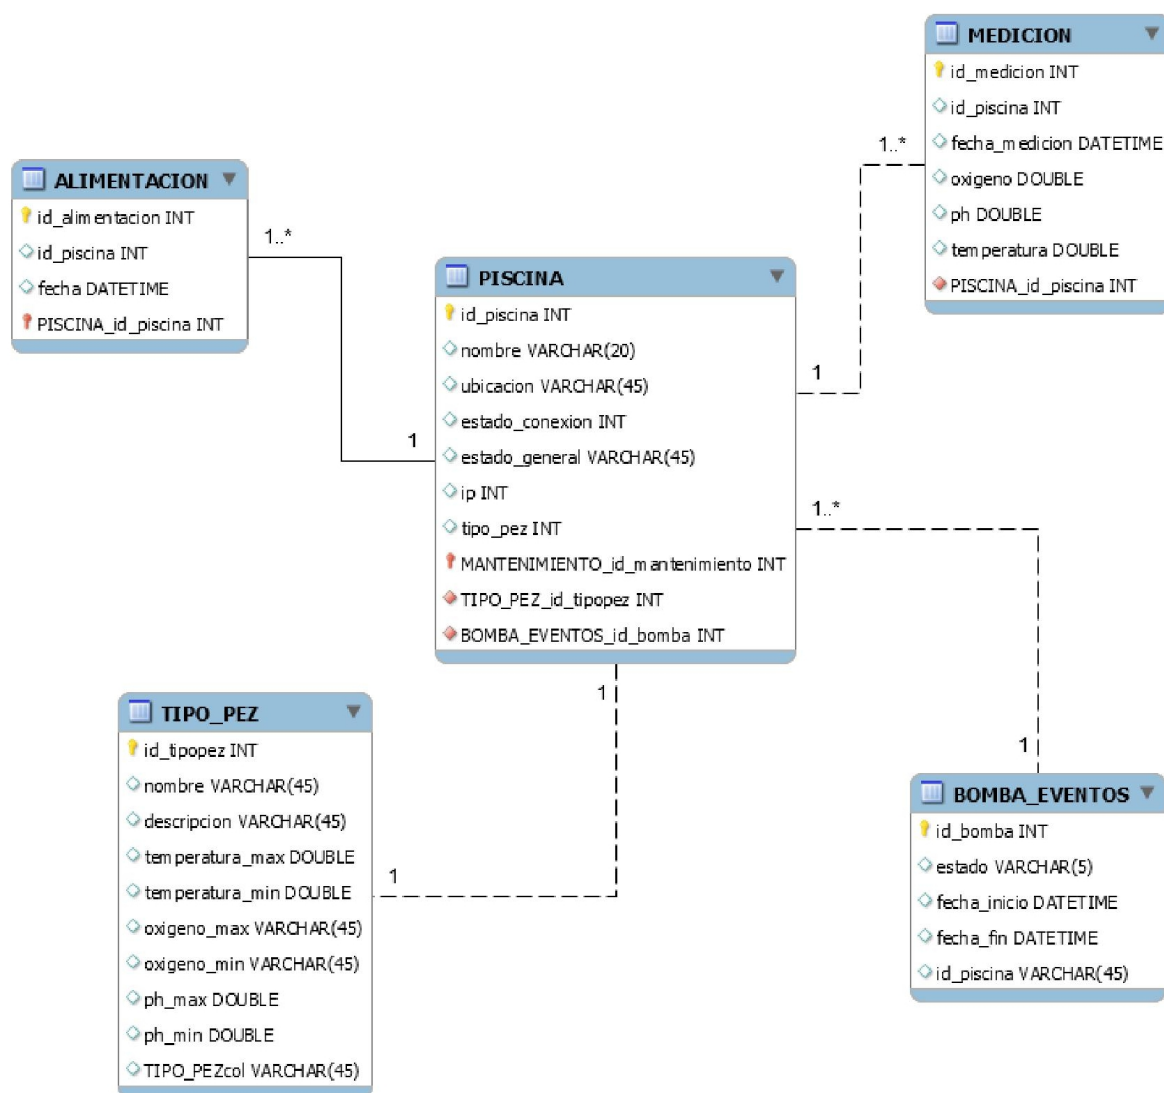 MEDICION
id_medicion INT
id_piscina INT
fecha_medicion DATETIME
oxigeno DOUBLE
ph DOUBLE
temperatura DOUBLE
PISCINA_id_piscina INT
1..*
ALIMENTACION
id_alimentacion INT
id_piscina INT
fecha DATETIME
PISCINA_id_piscina INT
1..*
1
PISCINA
id_piscina INT
nombre VARCHAR(20)
ubicacion VARCHAR(45)
estado_conexion INT
estado_general VARCHAR(45)
ip INT
tipo_pez INT
MANTENIMIENTO_id_mantenimiento INT
TIPO_PEZ_id_tipopez INT
BOMBA_EVENTOS_id_bomba INT
1
1..*
1
1
TIPO_PEZ
id_tipopez INT
nombre VARCHAR(45)
descripcion VARCHAR(45)
temperatura_max DOUBLE
temperatura_min DOUBLE
oxigeno_max VARCHAR(45)
oxigeno_min VARCHAR(45)
ph_max DOUBLE
ph_min DOUBLE
TIPO_PEZcol VARCHAR(45)
1
BOMBA_EVENTOS
id_bomba INT
estado VARCHAR(5)
fecha_inicio DATETIME
fecha_fin DATETIME
id_piscina VARCHAR(45)